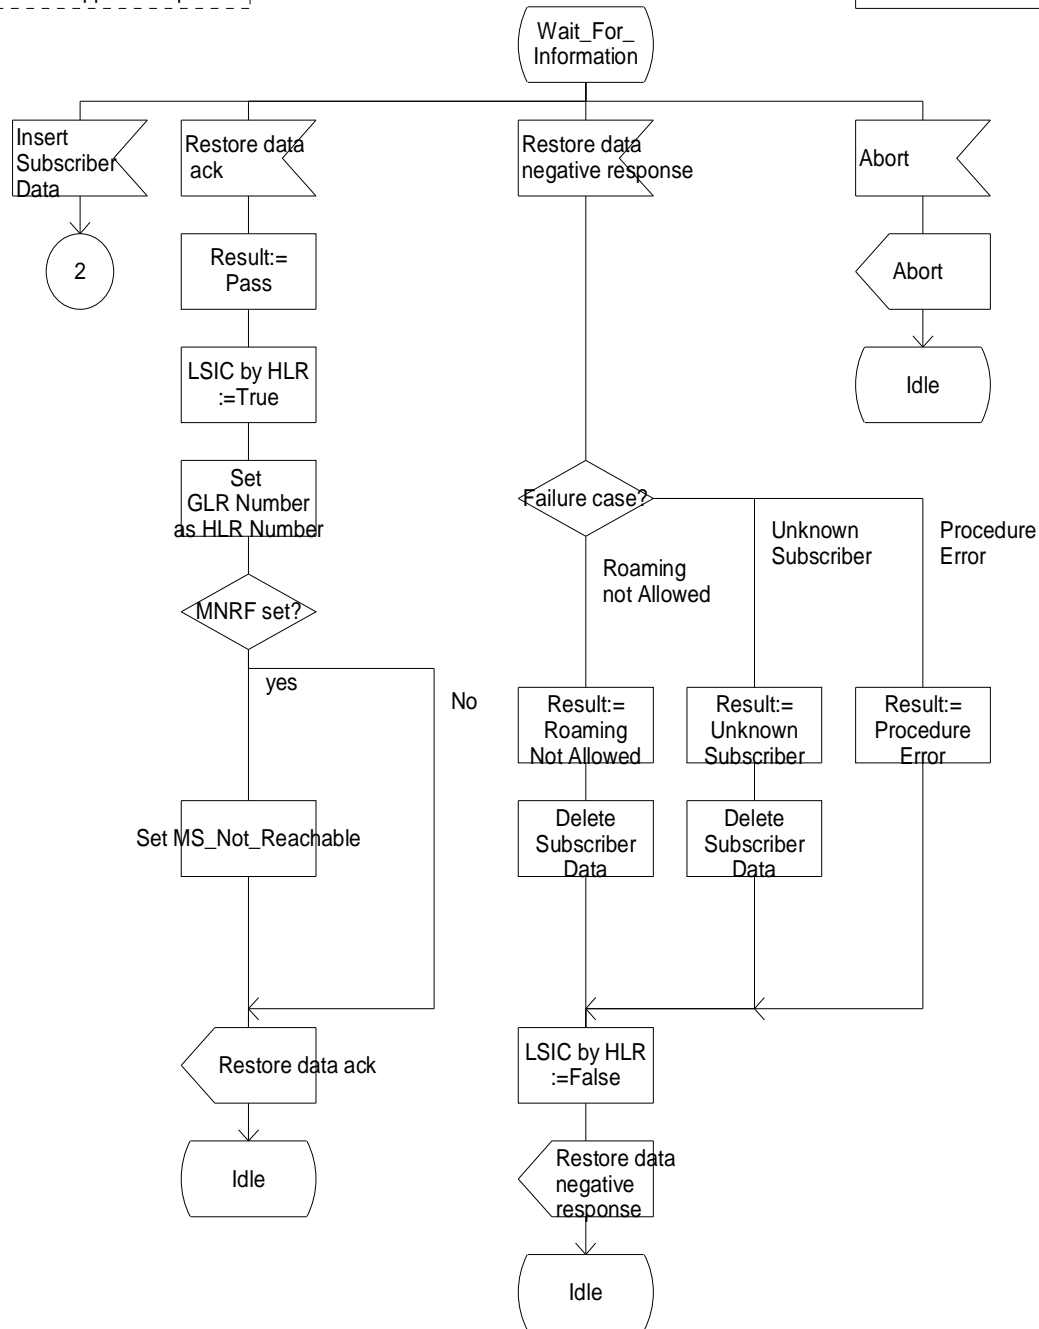 Wait_For_
Information
Insert
Subscriber
Data
Restore data
ack
Restore data
negative response
Abort
2
Result:=
Pass
Abort
LSIC by HLR
:=True
Idle
Set
GLR Number
as HLR Number
Failure case?
Unknown
Subscriber
Procedure
Error
Roaming
not Allowed
MNRF set?
yes
No
Result:=
Roaming
Not Allowed
Result:=
Unknown
Subscriber
Result:=
Procedure
Error
Set MS_Not_Reachable
Delete
Subscriber
Data
Delete
Subscriber
Data
Restore data ack
LSIC by HLR
:=False
Idle
Restore data
negative
response
Idle